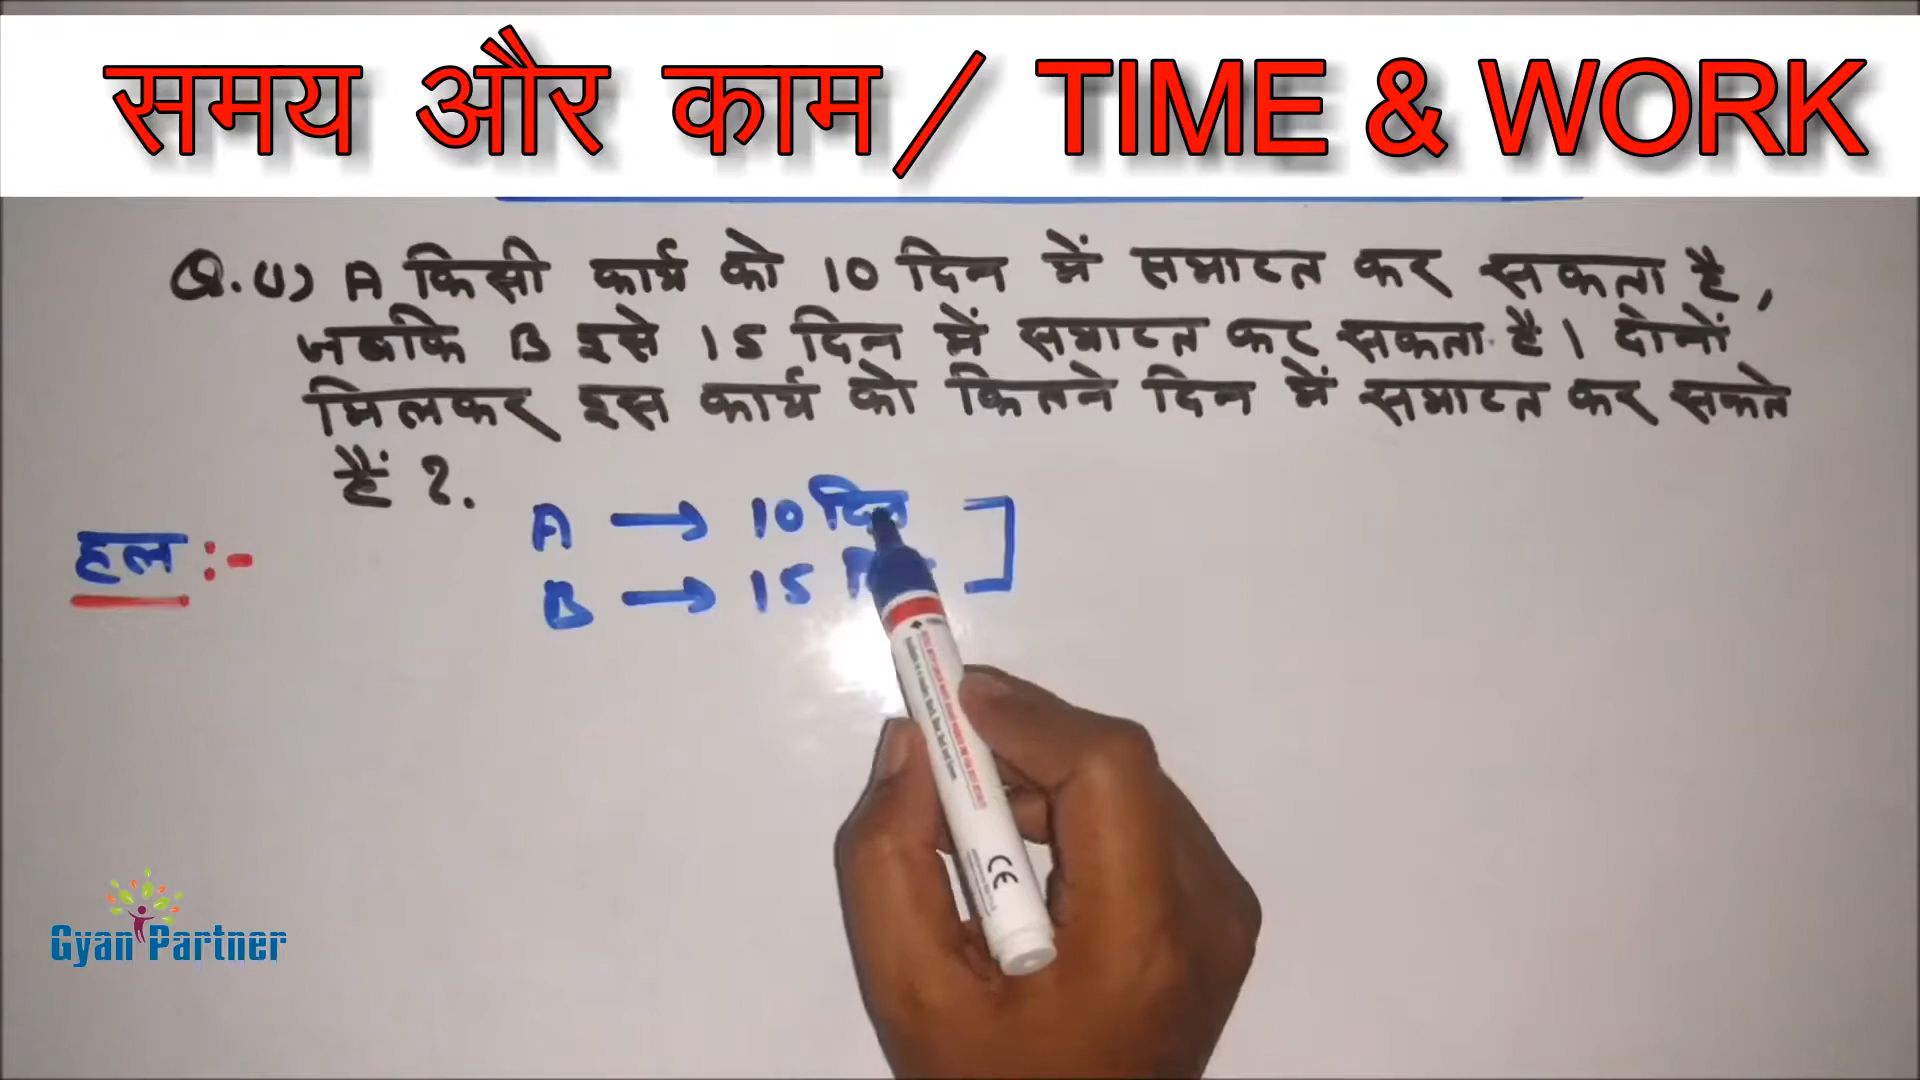 समय और काम / TIME & WORK
Q.(1) A किसी कार्य को 10 दिन में समाप्त कर सकता है,
जबकि B इसे 15 दिन में समाप्त कर सकता है। दोनों
मिलकर इस कार्य को कितने दिन में समाप्त कर सकते
हैं ?.
A → 10 दिन
हल :-
B → 15
Gyan Partner
CE